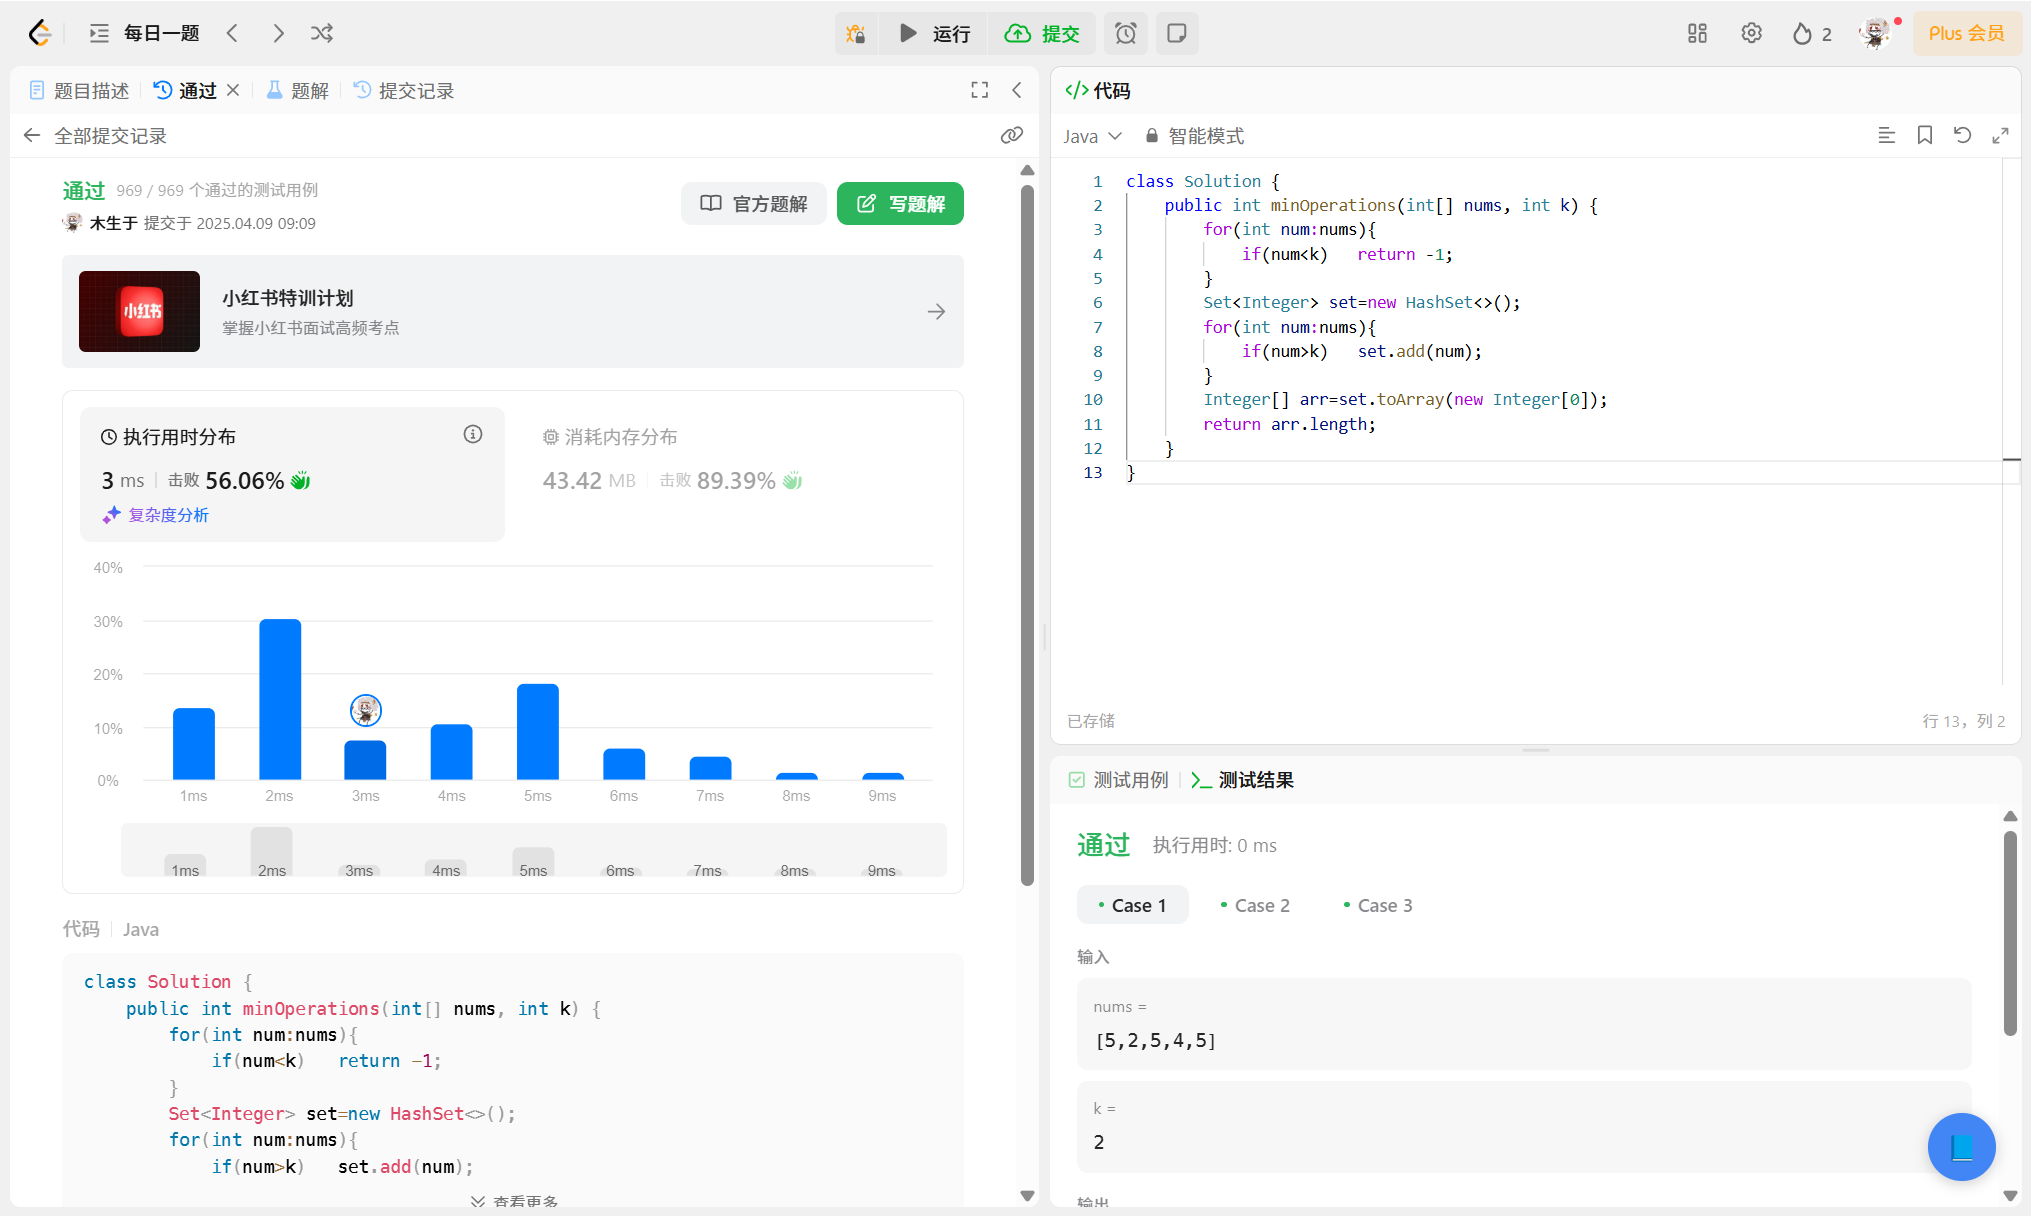 每日一题
运行
提交
2
Plus 会员
题目描述
通过
题解
提交记录
全部提交记录
通过 969 / 969 个通过的测试用例
木生于 提交于 2025.04.09 09:09
官方题解
写题解
小红书
小红书特训计划
掌握小红书面试高频考点
执行用时分布
3 ms 击败 56.06%
复杂度分析
消耗内存分布
43.42 MB 击败 89.39%
40%
30%
20%
10%
0%
1ms 2ms 3ms 4ms 5ms 6ms 7ms 8ms 9ms
1ms 2ms 3ms 4ms 5ms 6ms 7ms 8ms 9ms
代码 Java
class Solution {
    public int minOperations(int[] nums, int k) {
        for(int num:nums){
            if(num<k)   return -1;
        }
        Set<Integer> set=new HashSet<>();
        for(int num:nums){
            if(num>k)   set.add(num);
查看更多
</> 代码
Java 智能模式
1 class Solution {
2     public int minOperations(int[] nums, int k) {
3         for(int num:nums){
4             if(num<k)   return -1;
5         }
6         Set<Integer> set=new HashSet<>();
7         for(int num:nums){
8             if(num>k)   set.add(num);
9         }
10         Integer[] arr=set.toArray(new Integer[0]);
11         return arr.length;
12     }
13 }
已存储
行 13，列 2
测试用例
测试结果
通过 执行用时: 0 ms
Case 1
Case 2
Case 3
输入
nums =
[5,2,5,4,5]
k =
2
输出